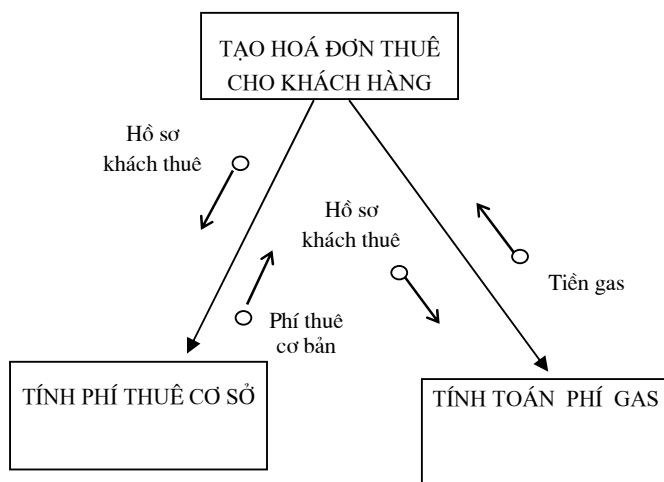 TẠO HOÁ ĐƠN THUÊ
CHO KHÁCH HÀNG
Hồ sơ
khách thuê
Hồ sơ
khách thuê
Tiền gas
Phí thuê
cơ bản
TÍNH PHÍ THUÊ CƠ SỞ
TÍNH TOÁN PHÍ GAS